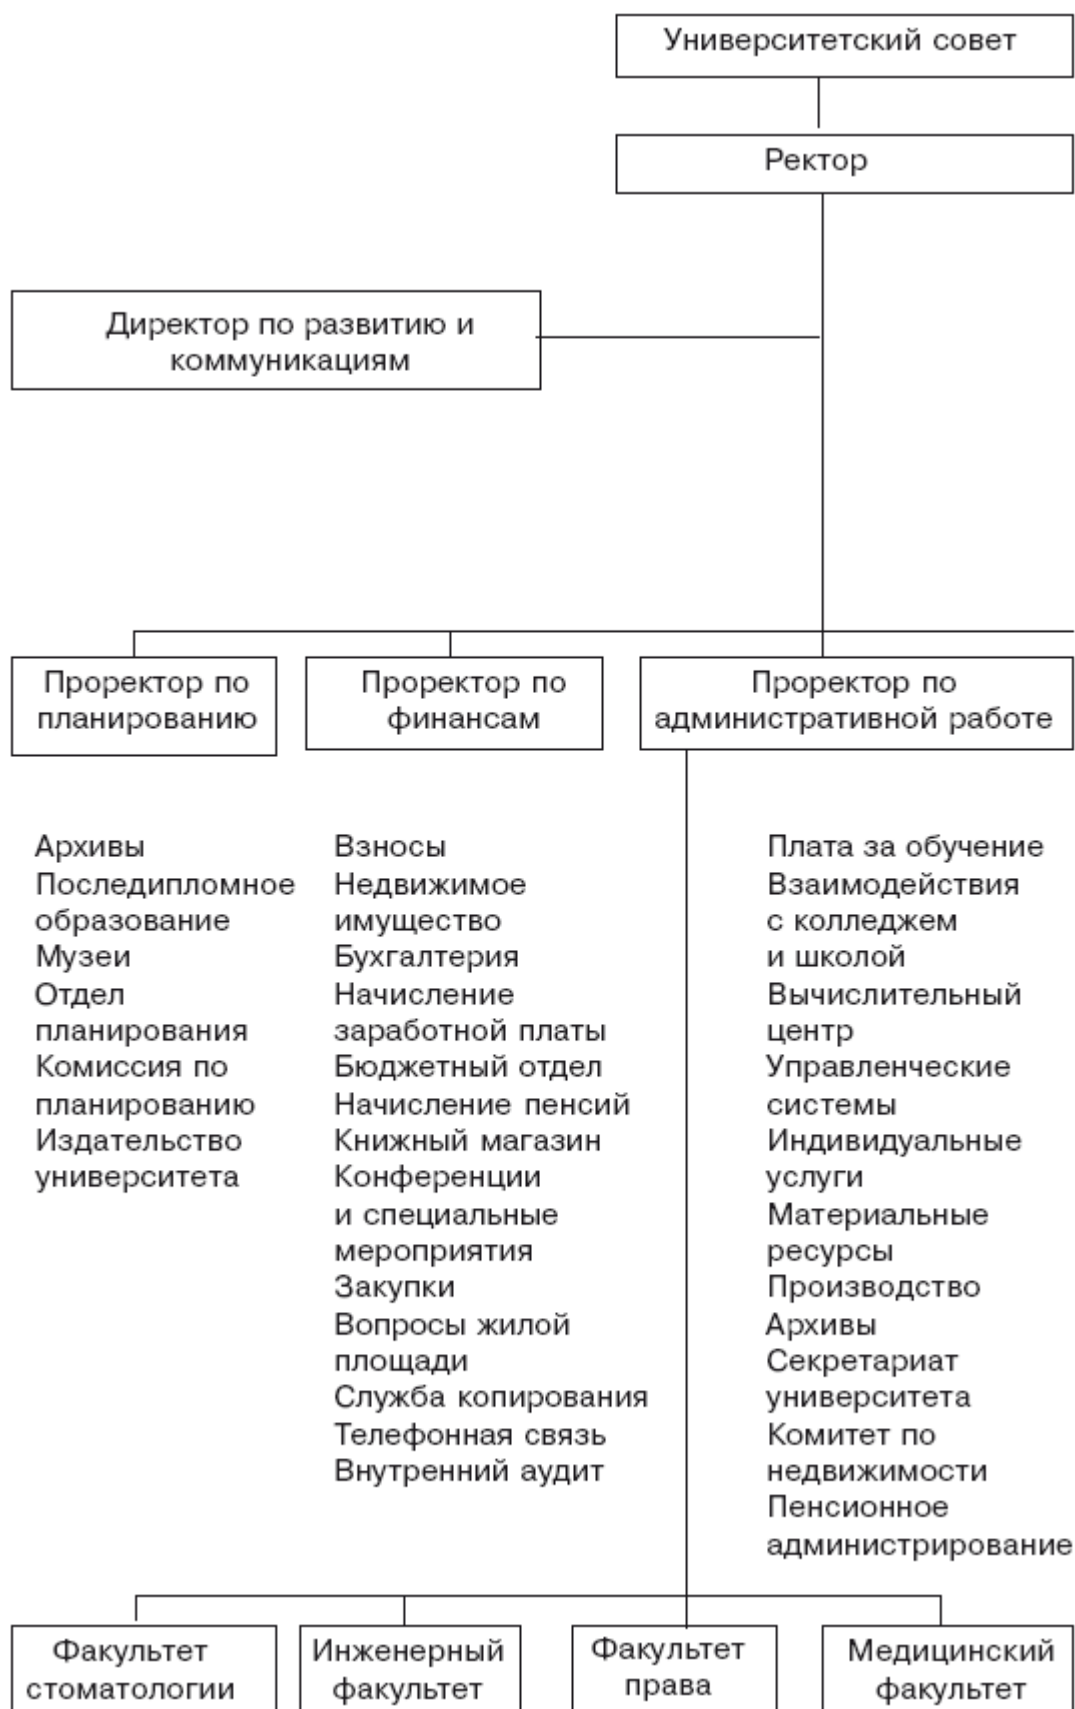 Университетский совет
Ректор
Директор по развитию и
коммуникациям
Проректор по
планированию
Проректор по
финансам
Проректор по
административной работе
Архивы
Последипломное
образование
Музеи
Отдел
планирования
Комиссия по
планированию
Издательство
университета
Взносы
Недвижимое
имущество
Бухгалтерия
Начисление
заработной платы
Бюджетный отдел
Начисление пенсий
Книжный магазин
Конференции
и специальные
мероприятия
Закупки
Вопросы жилой
площади
Служба копирования
Телефонная связь
Внутренний аудит
Плата за обучение
Взаимодействия
с колледжем
и школой
Вычислительный
центр
Управленческие
системы
Индивидуальные
услуги
Материальные
ресурсы
Производство
Архивы
Секретариат
университета
Комитет по
недвижимости
Пенсионное
администрирование
Факультет
стоматологии
Инженерный
факультет
Факультет
права
Медицинский
факультет